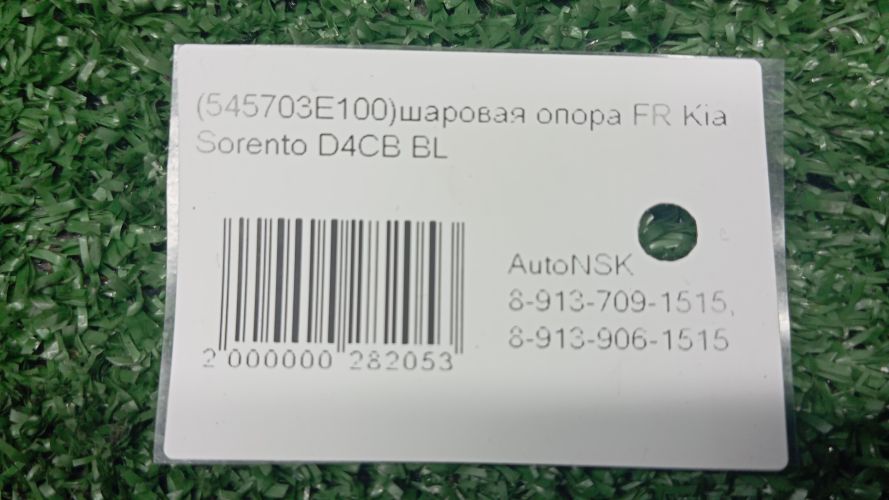 (545703E100)шаровая опора FR Kia
Sorento D4CB BL
AutoNSK
8-913-709-1515,
8-913-906-1515
2 000000 282053